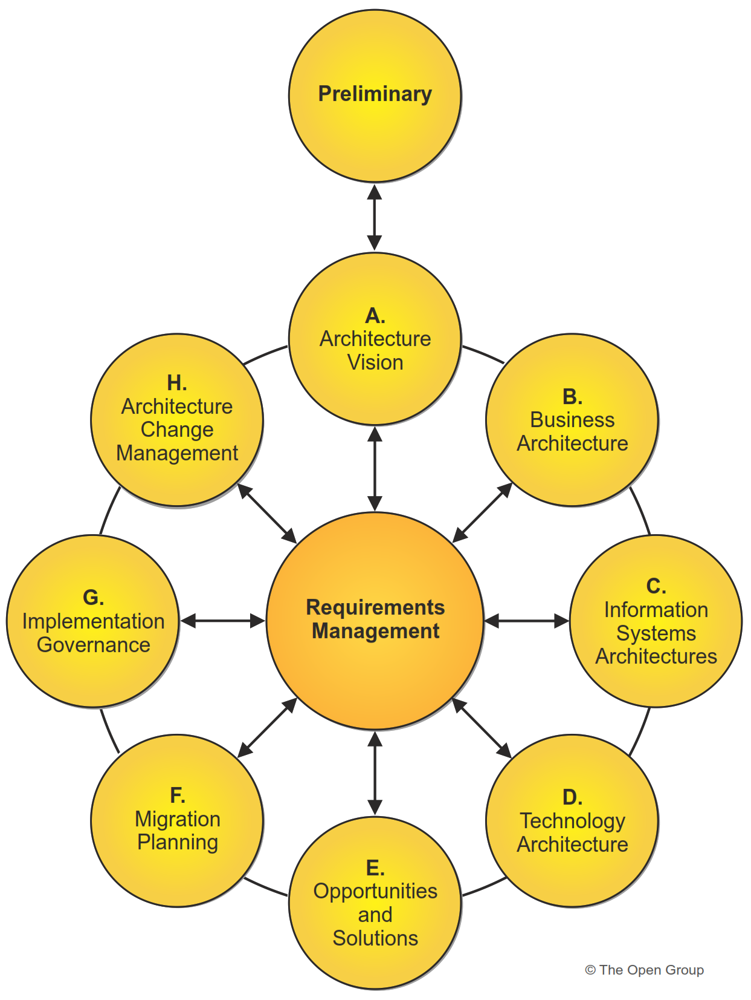 Preliminary
A.
Architecture
Vision
B.
Business
Architecture
C.
Information
Systems
Architectures
D.
Technology
Architecture
E.
Opportunities
and
Solutions
F.
Migration
Planning
G.
Implementation
Governance
H.
Architecture
Change
Management
Requirements
Management
© The Open Group